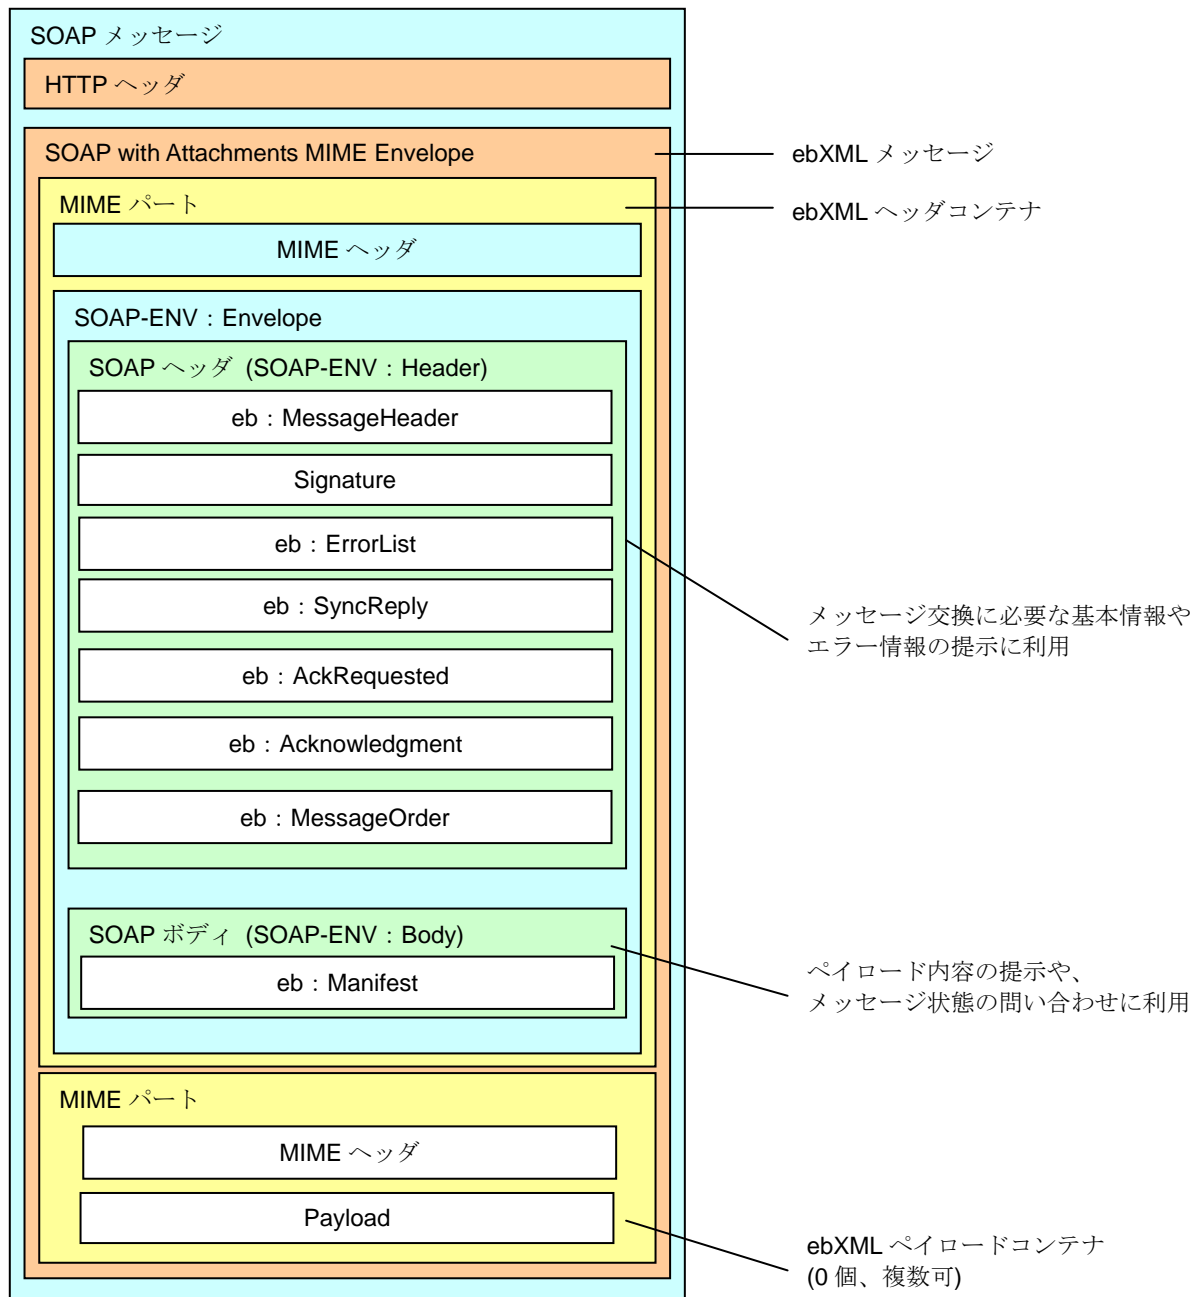 SOAP メッセージ
HTTP ヘッダ
SOAP with Attachments MIME Envelope
ebXML メッセージ
MIME パート
ebXML ヘッダコンテナ
MIME ヘッダ
SOAP-ENV：Envelope
SOAP ヘッダ (SOAP-ENV：Header)
eb：MessageHeader
Signature
eb：ErrorList
eb：SyncReply
メッセージ交換に必要な基本情報や
エラー情報の提示に利用
eb：AckRequested
eb：Acknowledgment
eb：MessageOrder
SOAP ボディ (SOAP-ENV：Body)
eb：Manifest
ペイロード内容の提示や、
メッセージ状態の問い合わせに利用
MIME パート
MIME ヘッダ
Payload
ebXML ペイロードコンテナ
(0 個、複数可)